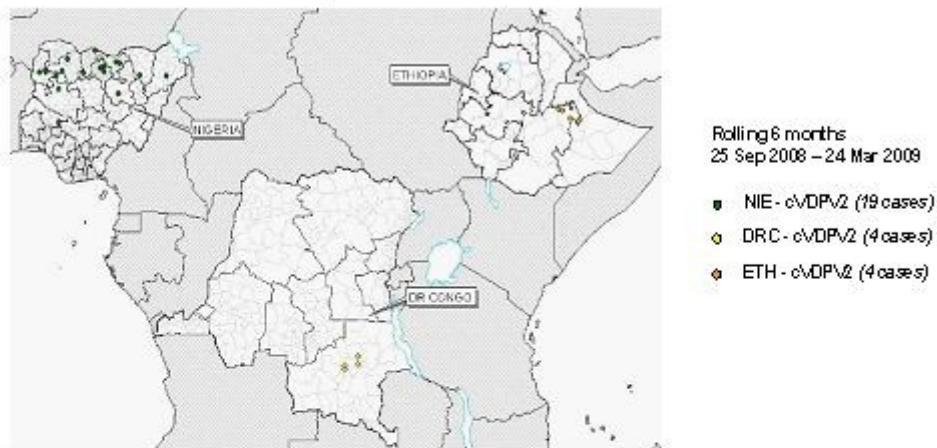 NIGERIA
ETHIOPIA
DR CONGO
Rolling 6 months
25 Sep 2008 – 24 Mar 2009
NIE - cVDPV2 (19 cases)
DRC - cVDPV2 (4 cases)
ETH - cVDPV2 (4 cases)